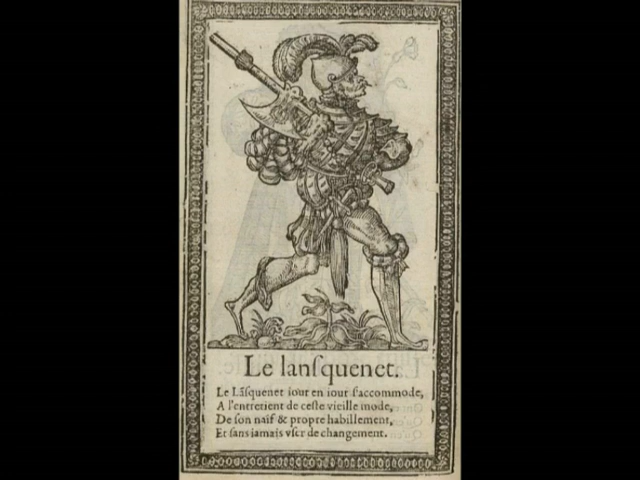 Le lanſquenet.
Le Lãſquenet iour en iour ſ'accommode,
A l'entretient de ceſte vieille mode,
De ſon naif & propre habillement,
Et ſans iamais vſer de changement.